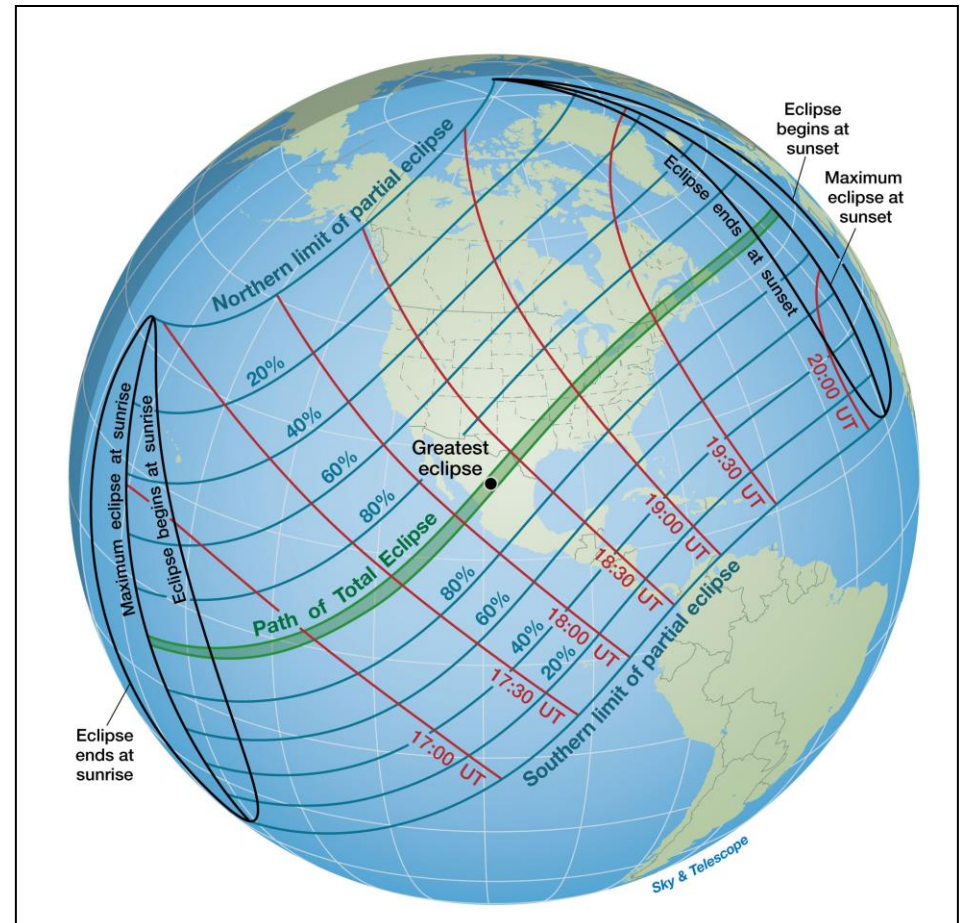 Eclipse
begins at
sunset
Maximum
eclipse at
sunset
Eclipse ends at sunset
Northern limit of partial eclipse
20%
40%
60%
80%
Greatest
eclipse
Path of Total Eclipse
Maximum eclipse at sunrise
Eclipse begins at sunrise
Eclipse
ends at
sunrise
80%
60%
40%
20%
17:00 UT
17:30 UT
18:00 UT
18:30 UT
19:00 UT
19:30 UT
20:00 UT
Southern limit of partial eclipse
Sky & Telescope